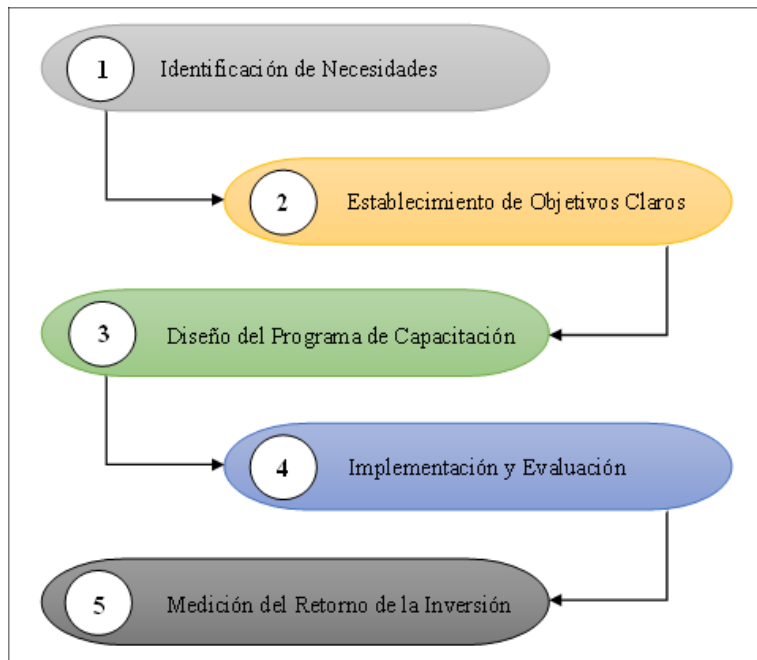 1 Identificación de Necesidades
2 Establecimiento de Objetivos Claros
3 Diseño del Programa de Capacitación
4 Implementación y Evaluación
5 Medición del Retorno de la Inversión